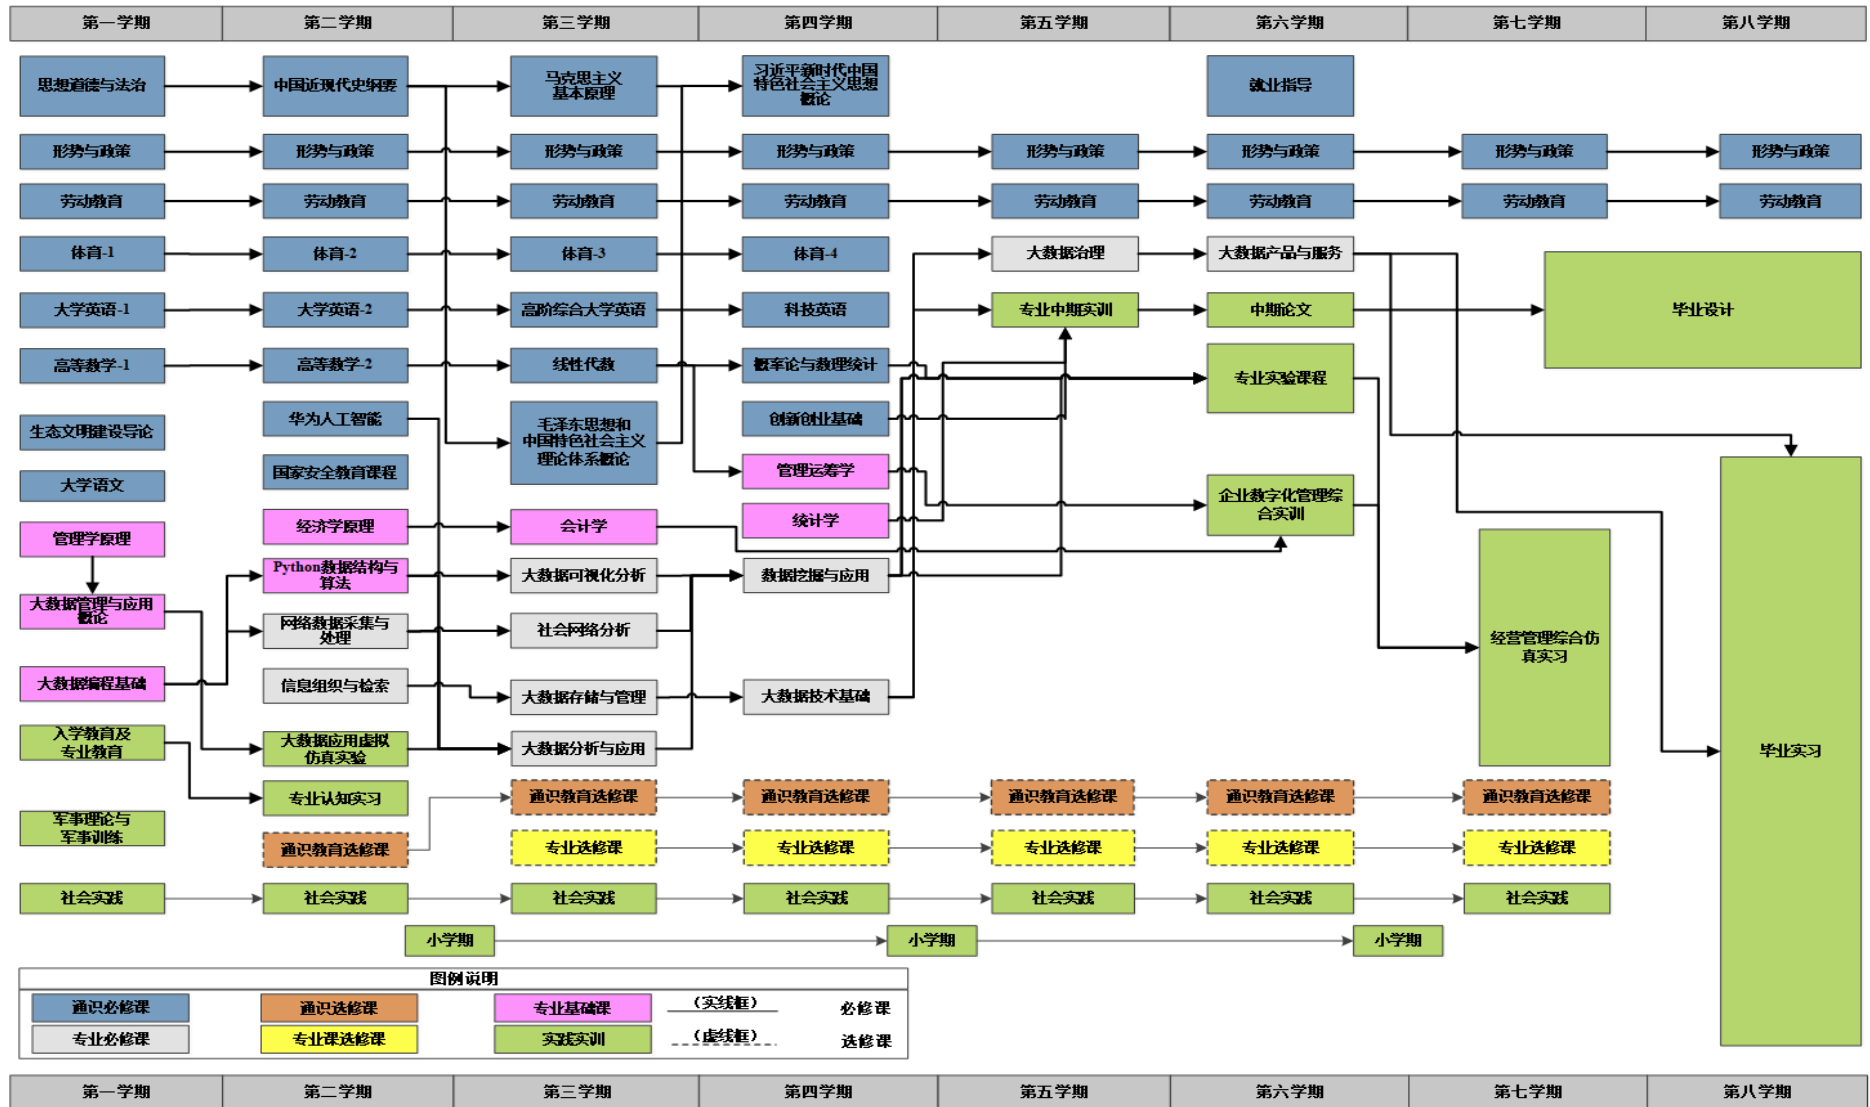 第一学期
第二学期
第三学期
第四学期
第五学期
第六学期
第七学期
第八学期
思想道德与法治
中国近现代史纲要
马克思主义
基本原理
习近平新时代中国
特色社会主义思想
概论
就业指导
形势与政策
形势与政策
形势与政策
形势与政策
形势与政策
形势与政策
形势与政策
形势与政策
劳动教育
劳动教育
劳动教育
劳动教育
劳动教育
劳动教育
劳动教育
劳动教育
体育-1
体育-2
体育-3
体育-4
大数据治理
大数据产品与服务
大学英语-1
大学英语-2
高阶综合大学英语
科技英语
专业中期实训
中期论文
毕业设计
高等数学-1
高等数学-2
线性代数
概率论与数理统计
专业实验课程
生态文明建设导论
华为人工智能
毛泽东思想和
中国特色社会主义
理论体系概论
创新创业基础
大学语文
国家安全教育课程
管理运筹学
企业数字化管理综
合实训
管理学原理
经济学原理
会计学
统计学
大数据管理与应用
概论
Python数据结构与
算法
大数据可视化分析
数据挖掘与应用
网络数据采集与
处理
社会网络分析
经营管理综合仿
真实习
大数据编程基础
信息组织与检索
大数据存储与管理
大数据技术基础
入学教育及
专业教育
大数据应用虚拟
仿真实验
大数据分析与应用
毕业实习
专业认知实习
通识教育选修课
通识教育选修课
通识教育选修课
通识教育选修课
通识教育选修课
军事理论与
军事训练
通识教育选修课
专业选修课
专业选修课
专业选修课
专业选修课
专业选修课
社会实践
社会实践
社会实践
社会实践
社会实践
社会实践
社会实践
小学期
小学期
小学期
图例说明
通识必修课
通识选修课
专业基础课
（实线框）
必修课
专业必修课
专业课选修课
实践实训
（虚线框）
选修课
第一学期
第二学期
第三学期
第四学期
第五学期
第六学期
第七学期
第八学期